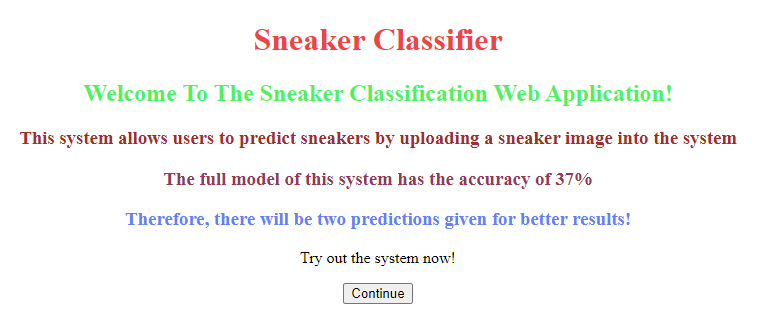 Sneaker Classifier
Welcome To The Sneaker Classification Web Application!
This system allows users to predict sneakers by uploading a sneaker image into the system
The full model of this system has the accuracy of 37%
Therefore, there will be two predictions given for better results!
Try out the system now!
Continue